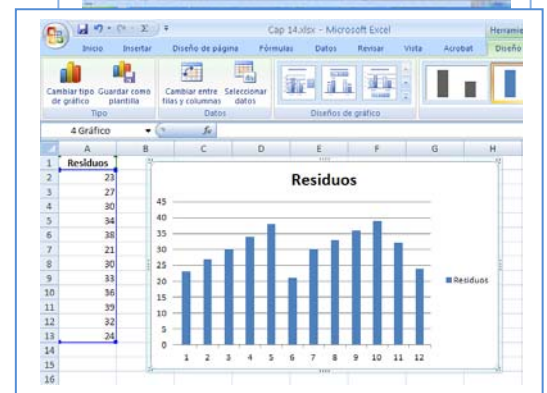 Cap 14.xlsx - Microsoft Excel
Herramie
Inicio Insertar Diseño de página Fórmulas Datos Revisar Vista Acrobat Diseño
Cambiar tipo de gráfico
Guardar como plantilla
Cambiar entre filas y columnas
Seleccionar datos
Tipo Datos Diseños de gráfico
4 Gráfico fx
A B C D E F G H
1 Residuos
2 23
3 27
4 30
5 34
6 38
7 21
8 30
9 33
10 36
11 39
12 32
13 24
14
15
16
Residuos
45
40
35
30
25
20
15
10
5
0
1 2 3 4 5 6 7 8 9 10 11 12
Residuos